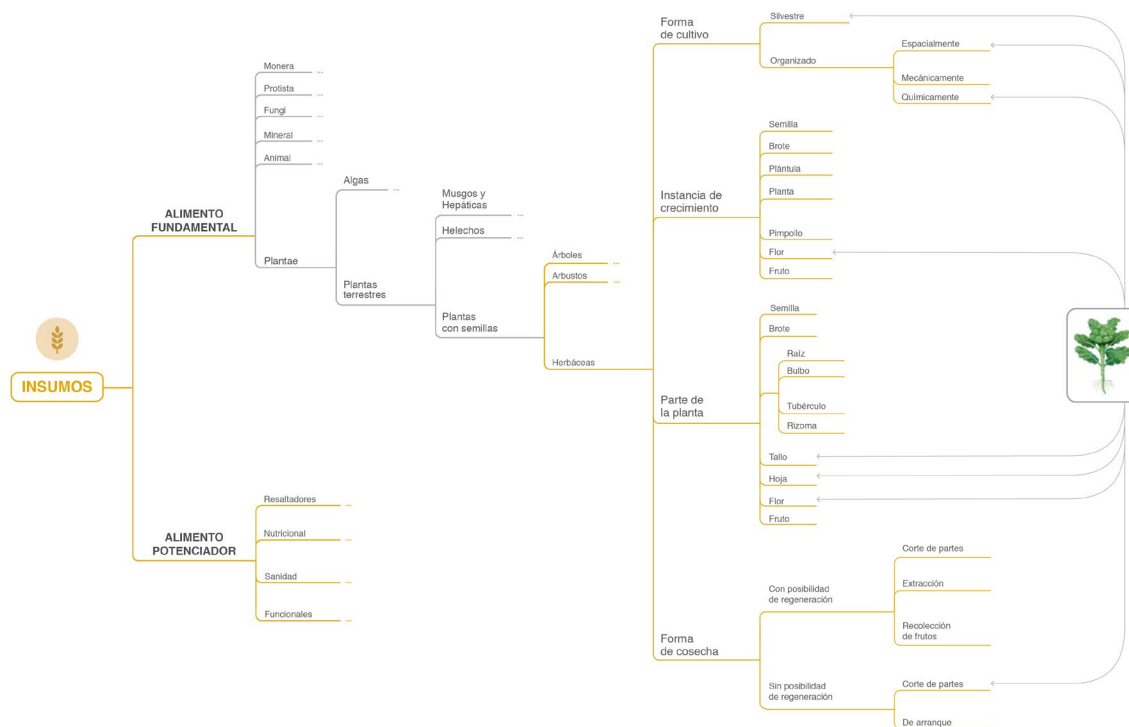 INSUMOS
ALIMENTO
FUNDAMENTAL
Monera
...
Protista
...
Fungi
...
Mineral
...
Animal
...
Plantae
Algas
...
Plantas
terrestres
Musgos y
Hepáticas
...
Helechos
...
Plantas
con semillas
Árboles
...
Arbustos
...
Herbáceas
Forma
de cultivo
Silvestre
Organizado
Espacialmente
Mecánicamente
Químicamente
Instancia de
crecimiento
Semilla
Brote
Plántula
Planta
Pimpollo
Flor
Fruto
Parte de
la planta
Semilla
Brote
Raíz
Bulbo
Tubérculo
Rizoma
Tallo
Hoja
Flor
Fruto
Forma
de cosecha
Con posibilidad
de regeneración
Corte de partes
Extracción
Recolección
de frutos
Sin posibilidad
de regeneración
Corte de partes
De arranque
ALIMENTO
POTENCIADOR
Resaltadores
...
Nutricional
...
Sanidad
...
Funcionales
...